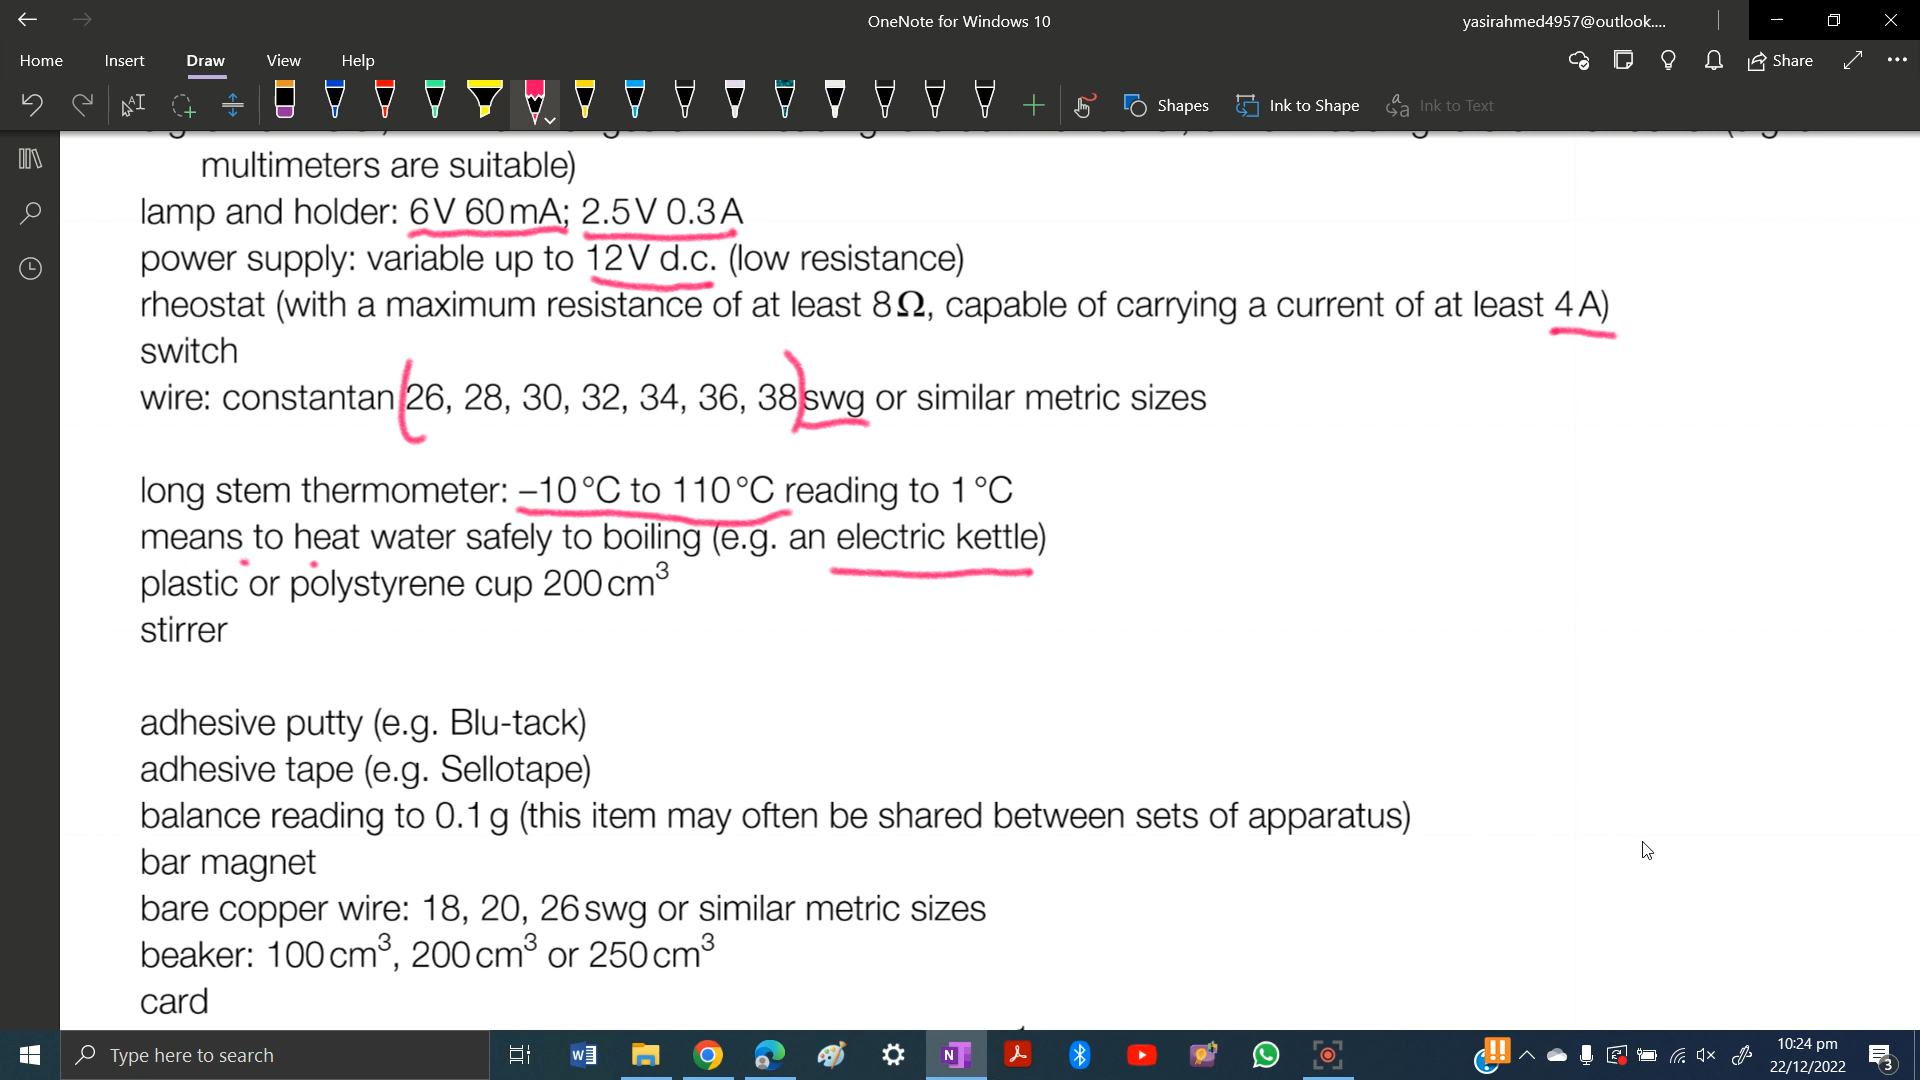 OneNote for Windows 10
yasirahmed4957@outlook....
Home Insert Draw View Help
Share
Shapes Ink to Shape Ink to Text
multimeters are suitable)
lamp and holder: 6V 60mA; 2.5V 0.3A
power supply: variable up to 12V d.c. (low resistance)
rheostat (with a maximum resistance of at least 8Ω, capable of carrying a current of at least 4A)
switch
wire: constantan 26, 28, 30, 32, 34, 36, 38 swg or similar metric sizes
long stem thermometer: –10°C to 110°C reading to 1°C
means to heat water safely to boiling (e.g. an electric kettle)
plastic or polystyrene cup 200cm³
stirrer
adhesive putty (e.g. Blu-tack)
adhesive tape (e.g. Sellotape)
balance reading to 0.1g (this item may often be shared between sets of apparatus)
bar magnet
bare copper wire: 18, 20, 26swg or similar metric sizes
beaker: 100cm³, 200cm³ or 250cm³
card
Type here to search
10:24 pm
22/12/2022
3